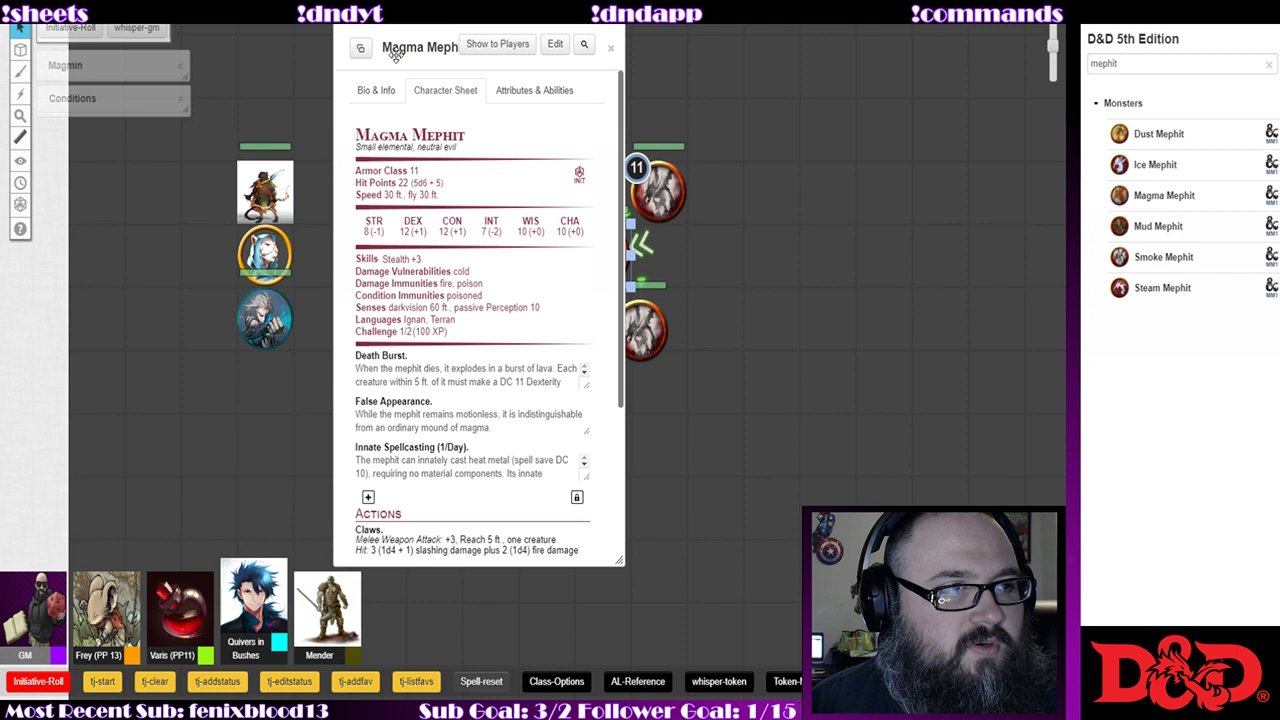 !sheets !dndyt !dndapp !commands
Initiative-Roll whisper-gm
Magmin
Conditions
Magma Meph Show to Players Edit
Bio & Info Character Sheet Attributes & Abilities
Magma Mephit
Small elemental, neutral evil
Armor Class 11
Hit Points 22 (5d6 + 5)
Speed 30 ft., fly 30 ft.
INIT
STR DEX CON INT WIS CHA
8 (-1) 12 (+1) 12 (+1) 7 (-2) 10 (+0) 10 (+0)
Skills Stealth +3
Damage Vulnerabilities cold
Damage Immunities fire, poison
Condition Immunities poisoned
Senses darkvision 60 ft., passive Perception 10
Languages Ignan, Terran
Challenge 1/2 (100 XP)
Death Burst.
When the mephit dies, it explodes in a burst of lava. Each
creature within 5 ft. of it must make a DC 11 Dexterity
False Appearance.
While the mephit remains motionless, it is indistinguishable
from an ordinary mound of magma.
Innate Spellcasting (1/Day).
The mephit can innately cast heat metal (spell save DC
10), requiring no material components. Its innate
Actions
Claws.
Melee Weapon Attack: +3, Reach 5 ft., one creature
Hit: 3 (1d4 + 1) slashing damage plus 2 (1d4) fire damage
11
D&D 5th Edition
mephit
Monsters
Dust Mephit
MM1
Ice Mephit
MM1
Magma Mephit
MM1
Mud Mephit
MM1
Smoke Mephit
MM1
Steam Mephit
MM1
GM
Frey (PP 13)
Varis (PP11)
Quivers in
Bushes
Mender
Initiative-Roll tj-start tj-clear tj-addstatus tj-editstatus tj-addfav tj-listfavs Spell-reset Class-Options AL-Reference whisper-token Token-
Most Recent Sub: fenixblood13 Sub Goal: 3/2 Follower Goal: 1/15
D&D